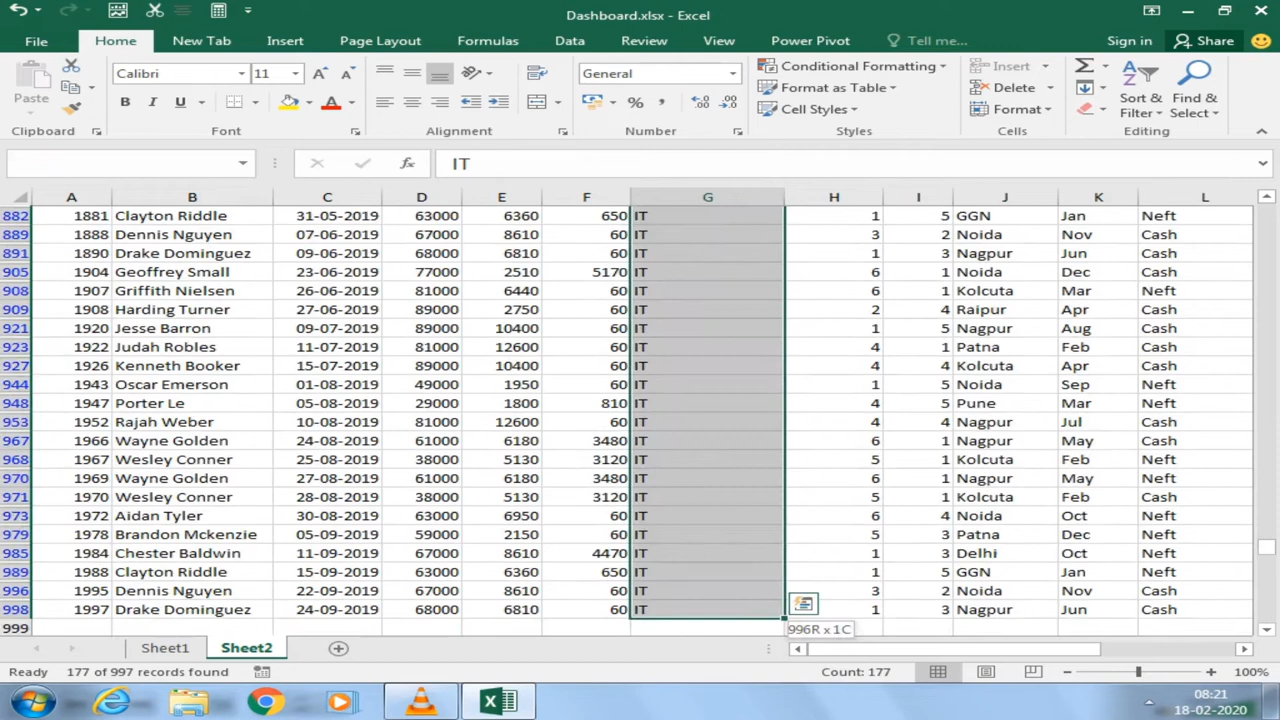 Dashboard.xlsx - Excel
File Home New Tab Insert Page Layout Formulas Data Review View Power Pivot Tell me... Sign in Share
Calibri 11 General Conditional Formatting Insert
Paste B I U % , Format as Table Delete Sort & Find &
Cell Styles Format Filter Select
Clipboard Font Alignment Number Styles Cells Editing
fx IT
A B C D E F G H I J K L
882 1881 Clayton Riddle 31-05-2019 63000 6360 650 IT 1 5 GGN Jan Neft
889 1888 Dennis Nguyen 07-06-2019 67000 8610 60 IT 3 2 Noida Nov Cash
891 1890 Drake Dominguez 09-06-2019 68000 6810 60 IT 1 3 Nagpur Jun Cash
905 1904 Geoffrey Small 23-06-2019 77000 2510 5170 IT 6 1 Noida Dec Cash
908 1907 Griffith Nielsen 26-06-2019 81000 6440 60 IT 6 1 Kolcuta Mar Neft
909 1908 Harding Turner 27-06-2019 89000 2750 60 IT 2 4 Raipur Apr Cash
921 1920 Jesse Barron 09-07-2019 89000 10400 60 IT 1 5 Nagpur Aug Cash
923 1922 Judah Robles 11-07-2019 81000 12600 60 IT 4 1 Patna Feb Cash
927 1926 Kenneth Booker 15-07-2019 89000 10400 60 IT 4 4 Kolcuta Apr Cash
944 1943 Oscar Emerson 01-08-2019 49000 1950 60 IT 1 5 Noida Sep Neft
948 1947 Porter Le 05-08-2019 29000 1800 810 IT 4 5 Pune Mar Neft
953 1952 Rajah Weber 10-08-2019 81000 12600 60 IT 4 4 Nagpur Jul Cash
967 1966 Wayne Golden 24-08-2019 61000 6180 3480 IT 6 1 Nagpur May Cash
968 1967 Wesley Conner 25-08-2019 38000 5130 3120 IT 5 1 Kolcuta Feb Neft
970 1969 Wayne Golden 27-08-2019 61000 6180 3480 IT 6 1 Nagpur May Neft
971 1970 Wesley Conner 28-08-2019 38000 5130 3120 IT 5 1 Kolcuta Feb Cash
973 1972 Aidan Tyler 30-08-2019 63000 6950 60 IT 6 4 Noida Oct Cash
979 1978 Brandon Mckenzie 05-09-2019 59000 2150 60 IT 5 3 Patna Dec Cash
985 1984 Chester Baldwin 11-09-2019 67000 8610 4470 IT 1 3 Delhi Oct Neft
989 1988 Clayton Riddle 15-09-2019 63000 6360 650 IT 1 5 GGN Jan Neft
996 1995 Dennis Nguyen 22-09-2019 67000 8610 60 IT 3 2 Noida Nov Cash
998 1997 Drake Dominguez 24-09-2019 68000 6810 60 IT 1 3 Nagpur Jun Cash
999 996R x 1C
Sheet1 Sheet2
Ready 177 of 997 records found Count: 177 100%
08:21
18-02-2020